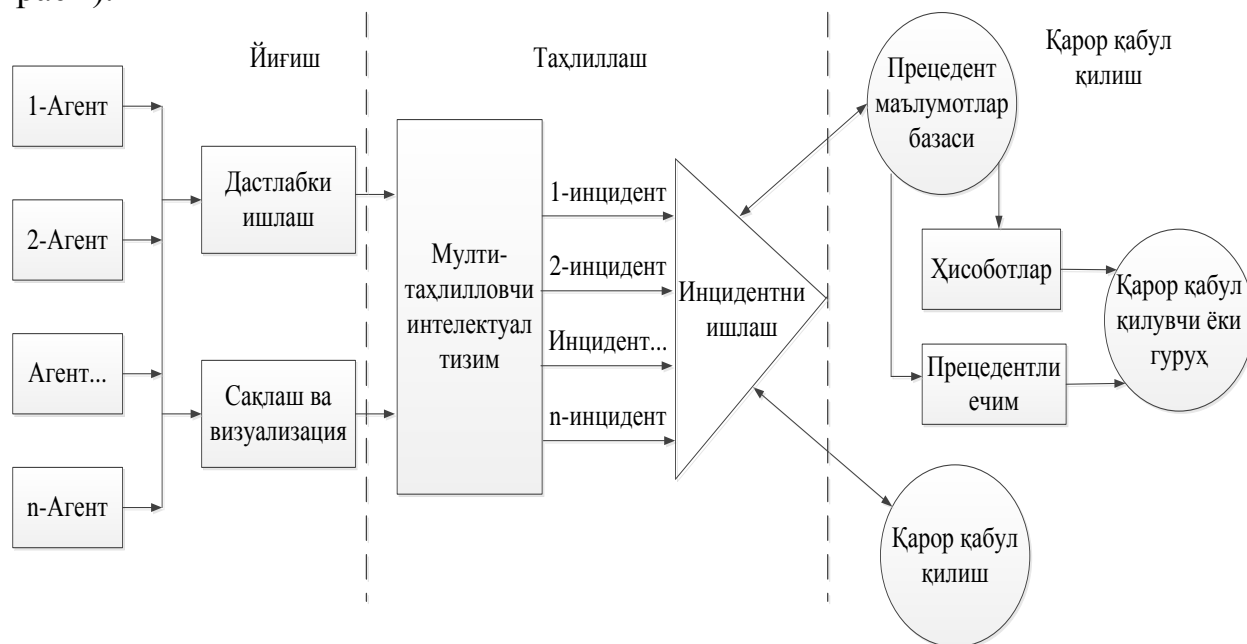 расм).
Йиғиш
Таҳлиллаш
Қарор қабул
қилиш
1-Агент
2-Агент
Агент...
n-Агент
Дастлабки
ишлаш
Сақлаш ва
визуализация
Мулти-
таҳлилловчи
интелектуал
тизим
1-инцидент
2-инцидент
Инцидент...
n-инцидент
Инцидентни
ишлаш
Прецедент
маълумотлар
базаси
Ҳисоботлар
Прецедентли
ечим
Қарор қабул
қилувчи ёки
гуруҳ
Қарор қабул
қилиш